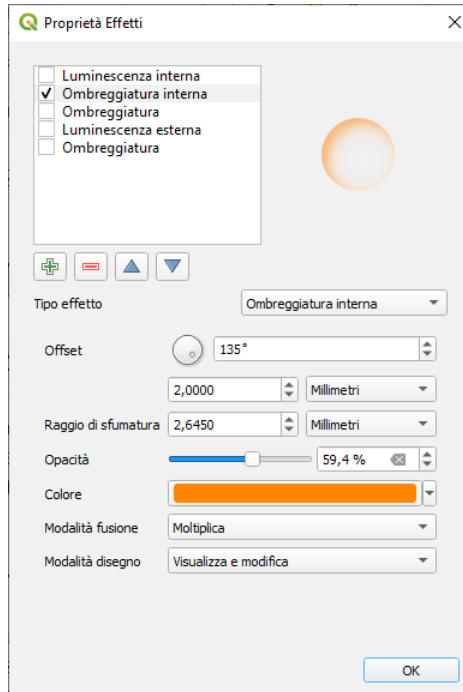 Proprietà Effetti
Luminescenza interna
Ombreggiatura interna
Ombreggiatura
Luminescenza esterna
Ombreggiatura
Tipo effetto Ombreggiatura interna
Offset 135°
2,0000 Millimetri
Raggio di sfumatura 2,6450 Millimetri
Opacità 59,4 %
Colore
Modalità fusione Moltiplica
Modalità disegno Visualizza e modifica
OK